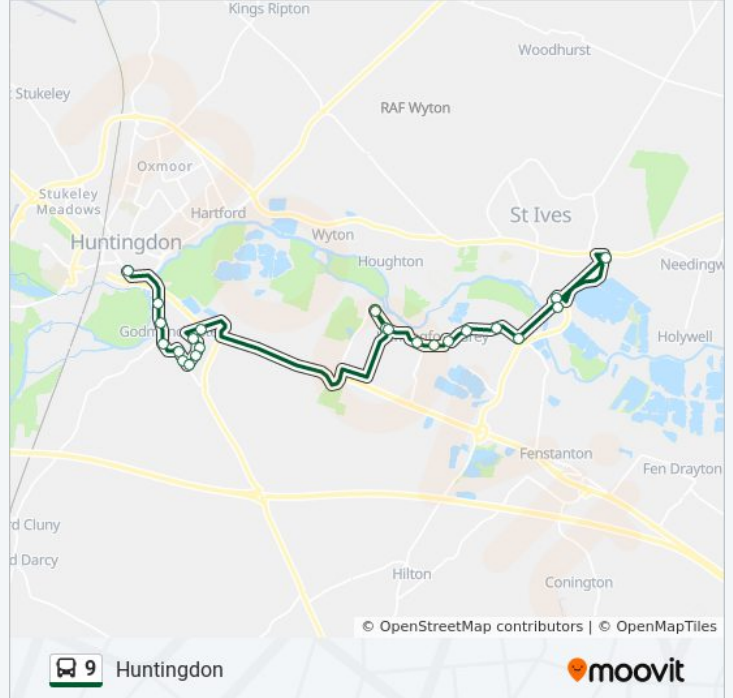 Kings Ripton
Woodhurst
Stukeley
RAF Wyton
Oxmoor
Stukeley
Meadows
Hartford
St Ives
Wyton
Huntingdon
Houghton
Needingw
Holywell
Fenstanton
Fen Drayton
rd Cluny
d Darcy
Hilton
Conington
© OpenStreetMap contributors | © OpenMapTiles
9 Huntingdon
moovit